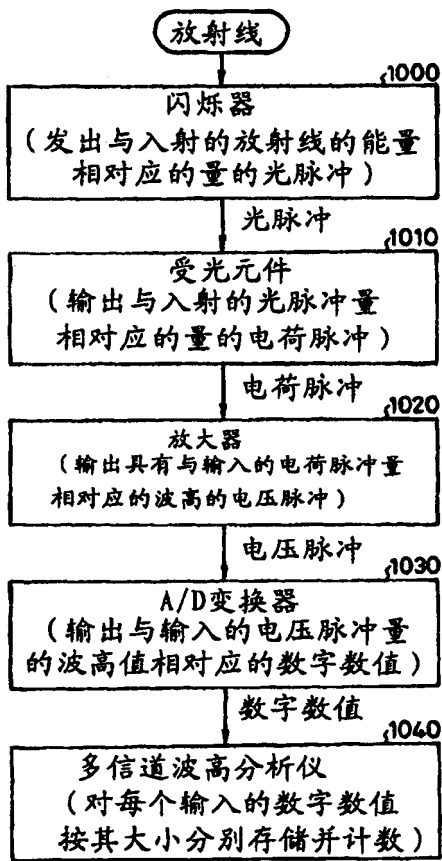 放射线
1000
闪烁器
(发出与入射的放射线的能量
相对应的量的光脉冲)
光脉冲
1010
受光元件
(输出与入射的光脉冲量
相对应的量的电荷脉冲)
电荷脉冲
1020
放大器
(输出具有与输入的电荷脉冲量
相对应的波高的电压脉冲)
电压脉冲
1030
A/D变换器
(输出与输入的电压脉冲量
的波高值相对应的数字数值)
数字数值
1040
多信道波高分析仪
(对每个输入的数字数值
按其大小分别存储并计数)